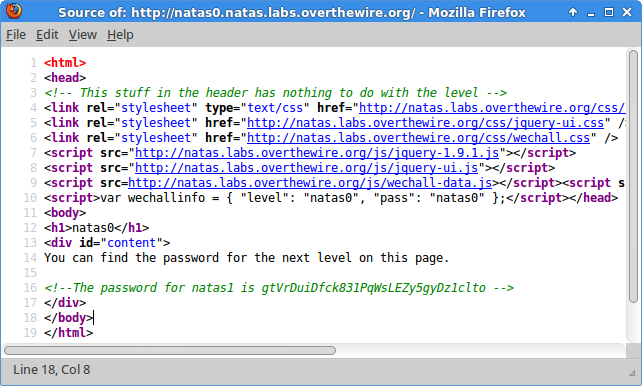 Source of: http://natas0.natas.labs.overthewire.org/ - Mozilla Firefox
File Edit View Help
1 <html>
2 <head>
3 <!-- This stuff in the header has nothing to do with the level -->
4 <link rel="stylesheet" type="text/css" href="http://natas.labs.overthewire.org/css/
5 <link rel="stylesheet" href="http://natas.labs.overthewire.org/css/jquery-ui.css" /
6 <link rel="stylesheet" href="http://natas.labs.overthewire.org/css/wechall.css" />
7 <script src="http://natas.labs.overthewire.org/js/jquery-1.9.1.js"></script>
8 <script src="http://natas.labs.overthewire.org/js/jquery-ui.js"></script>
9 <script src=http://natas.labs.overthewire.org/js/wechall-data.js></script><script s
10 <script>var wechallinfo = { "level": "natas0", "pass": "natas0" };</script></head>
11 <body>
12 <h1>natas0</h1>
13 <div id="content">
14 You can find the password for the next level on this page.
15
16 <!--The password for natas1 is gtVrDuiDfck831PqWsLEZy5gyDz1clto -->
17 </div>
18 </body>
19 </html>
Line 18, Col 8